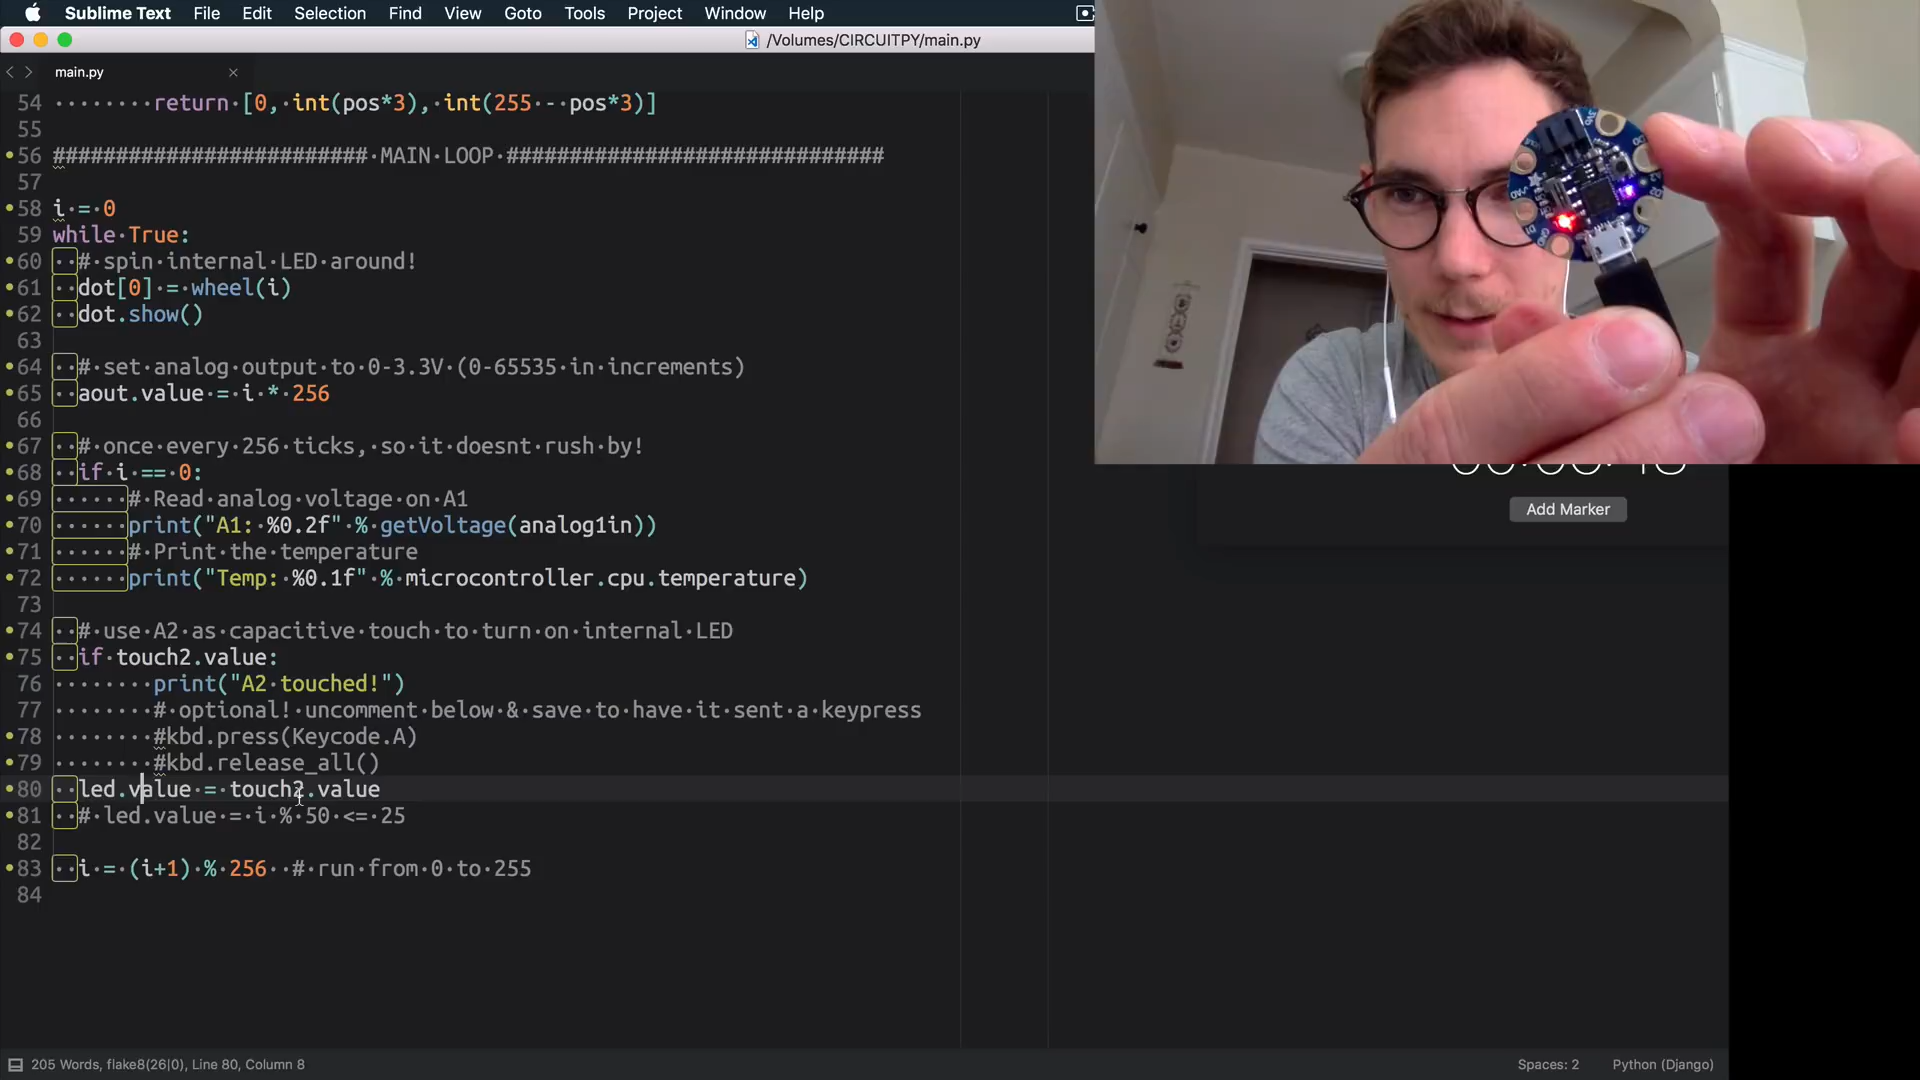 Sublime Text File Edit Selection Find View Goto Tools Project Window Help
/Volumes/CIRCUITPY/main.py
main.py
54 return [0, int(pos*3), int(255 - pos*3)]
55
56 ######################### MAIN LOOP ##############################
57
58 i = 0
59 while True:
60 # spin internal LED around!
61 dot[0] = wheel(i)
62 dot.show()
63
64 # set analog output to 0-3.3V (0-65535 in increments)
65 aout.value = i * 256
66
67 # once every 256 ticks, so it doesnt rush by!
68 if i == 0:
69 # Read analog voltage on A1
70 print("A1: %0.2f" % getVoltage(analog1in))
71 # Print the temperature
72 print("Temp: %0.1f" % microcontroller.cpu.temperature)
73
74 # use A2 as capacitive touch to turn on internal LED
75 if touch2.value:
76 print("A2 touched!")
77 # optional! uncomment below & save to have it sent a keypress
78 #kbd.press(Keycode.A)
79 #kbd.release_all()
80 led.value = touch2.value
81 # led.value = i % 50 <= 25
82
83 i = (i+1) % 256 # run from 0 to 255
84
Add Marker
205 Words, flake8(26|0), Line 80, Column 8
Spaces: 2 Python (Django)